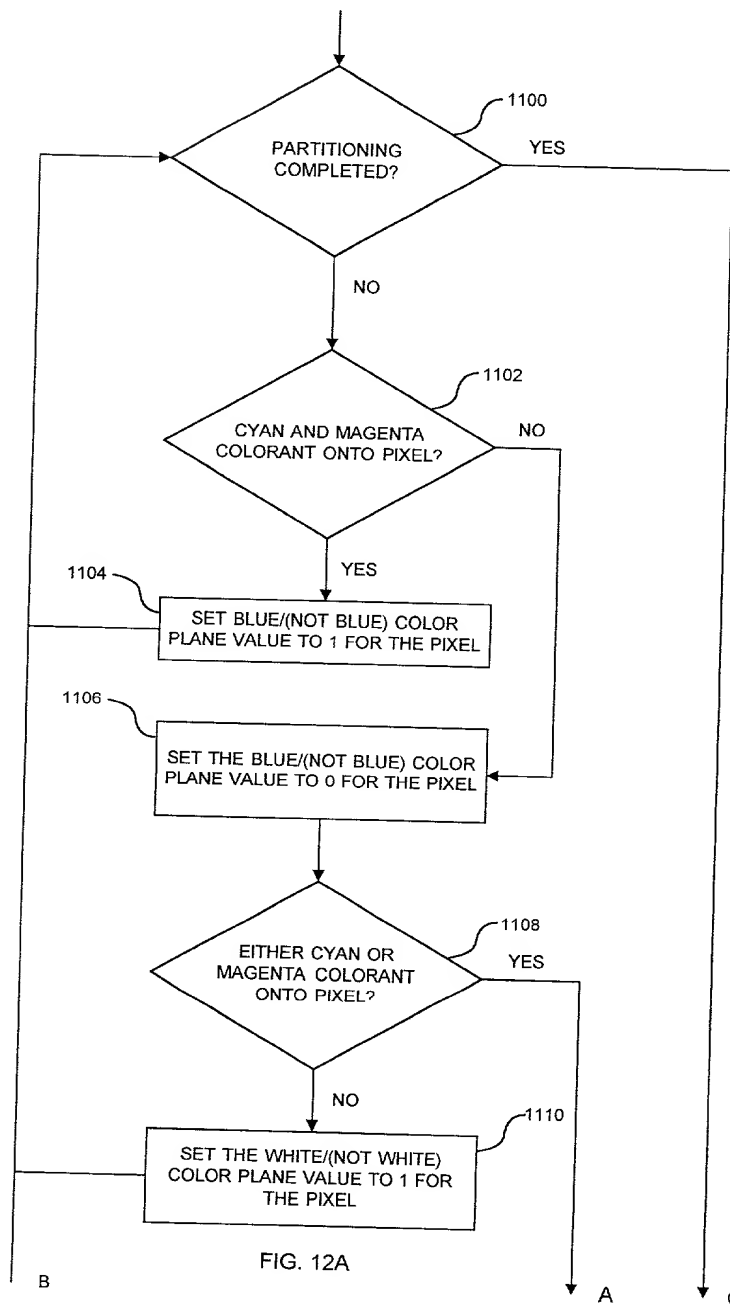 1100
PARTITIONING
COMPLETED?
YES
NO
1102
CYAN AND MAGENTA
COLORANT ONTO PIXEL?
NO
YES
1104
SET BLUE/(NOT BLUE) COLOR
PLANE VALUE TO 1 FOR THE PIXEL
1106
SET THE BLUE/(NOT BLUE) COLOR
PLANE VALUE TO 0 FOR THE PIXEL
1108
EITHER CYAN OR
MAGENTA COLORANT
ONTO PIXEL?
YES
NO
1110
SET THE WHITE/(NOT WHITE)
COLOR PLANE VALUE TO 1 FOR
THE PIXEL
FIG. 12A
B
A